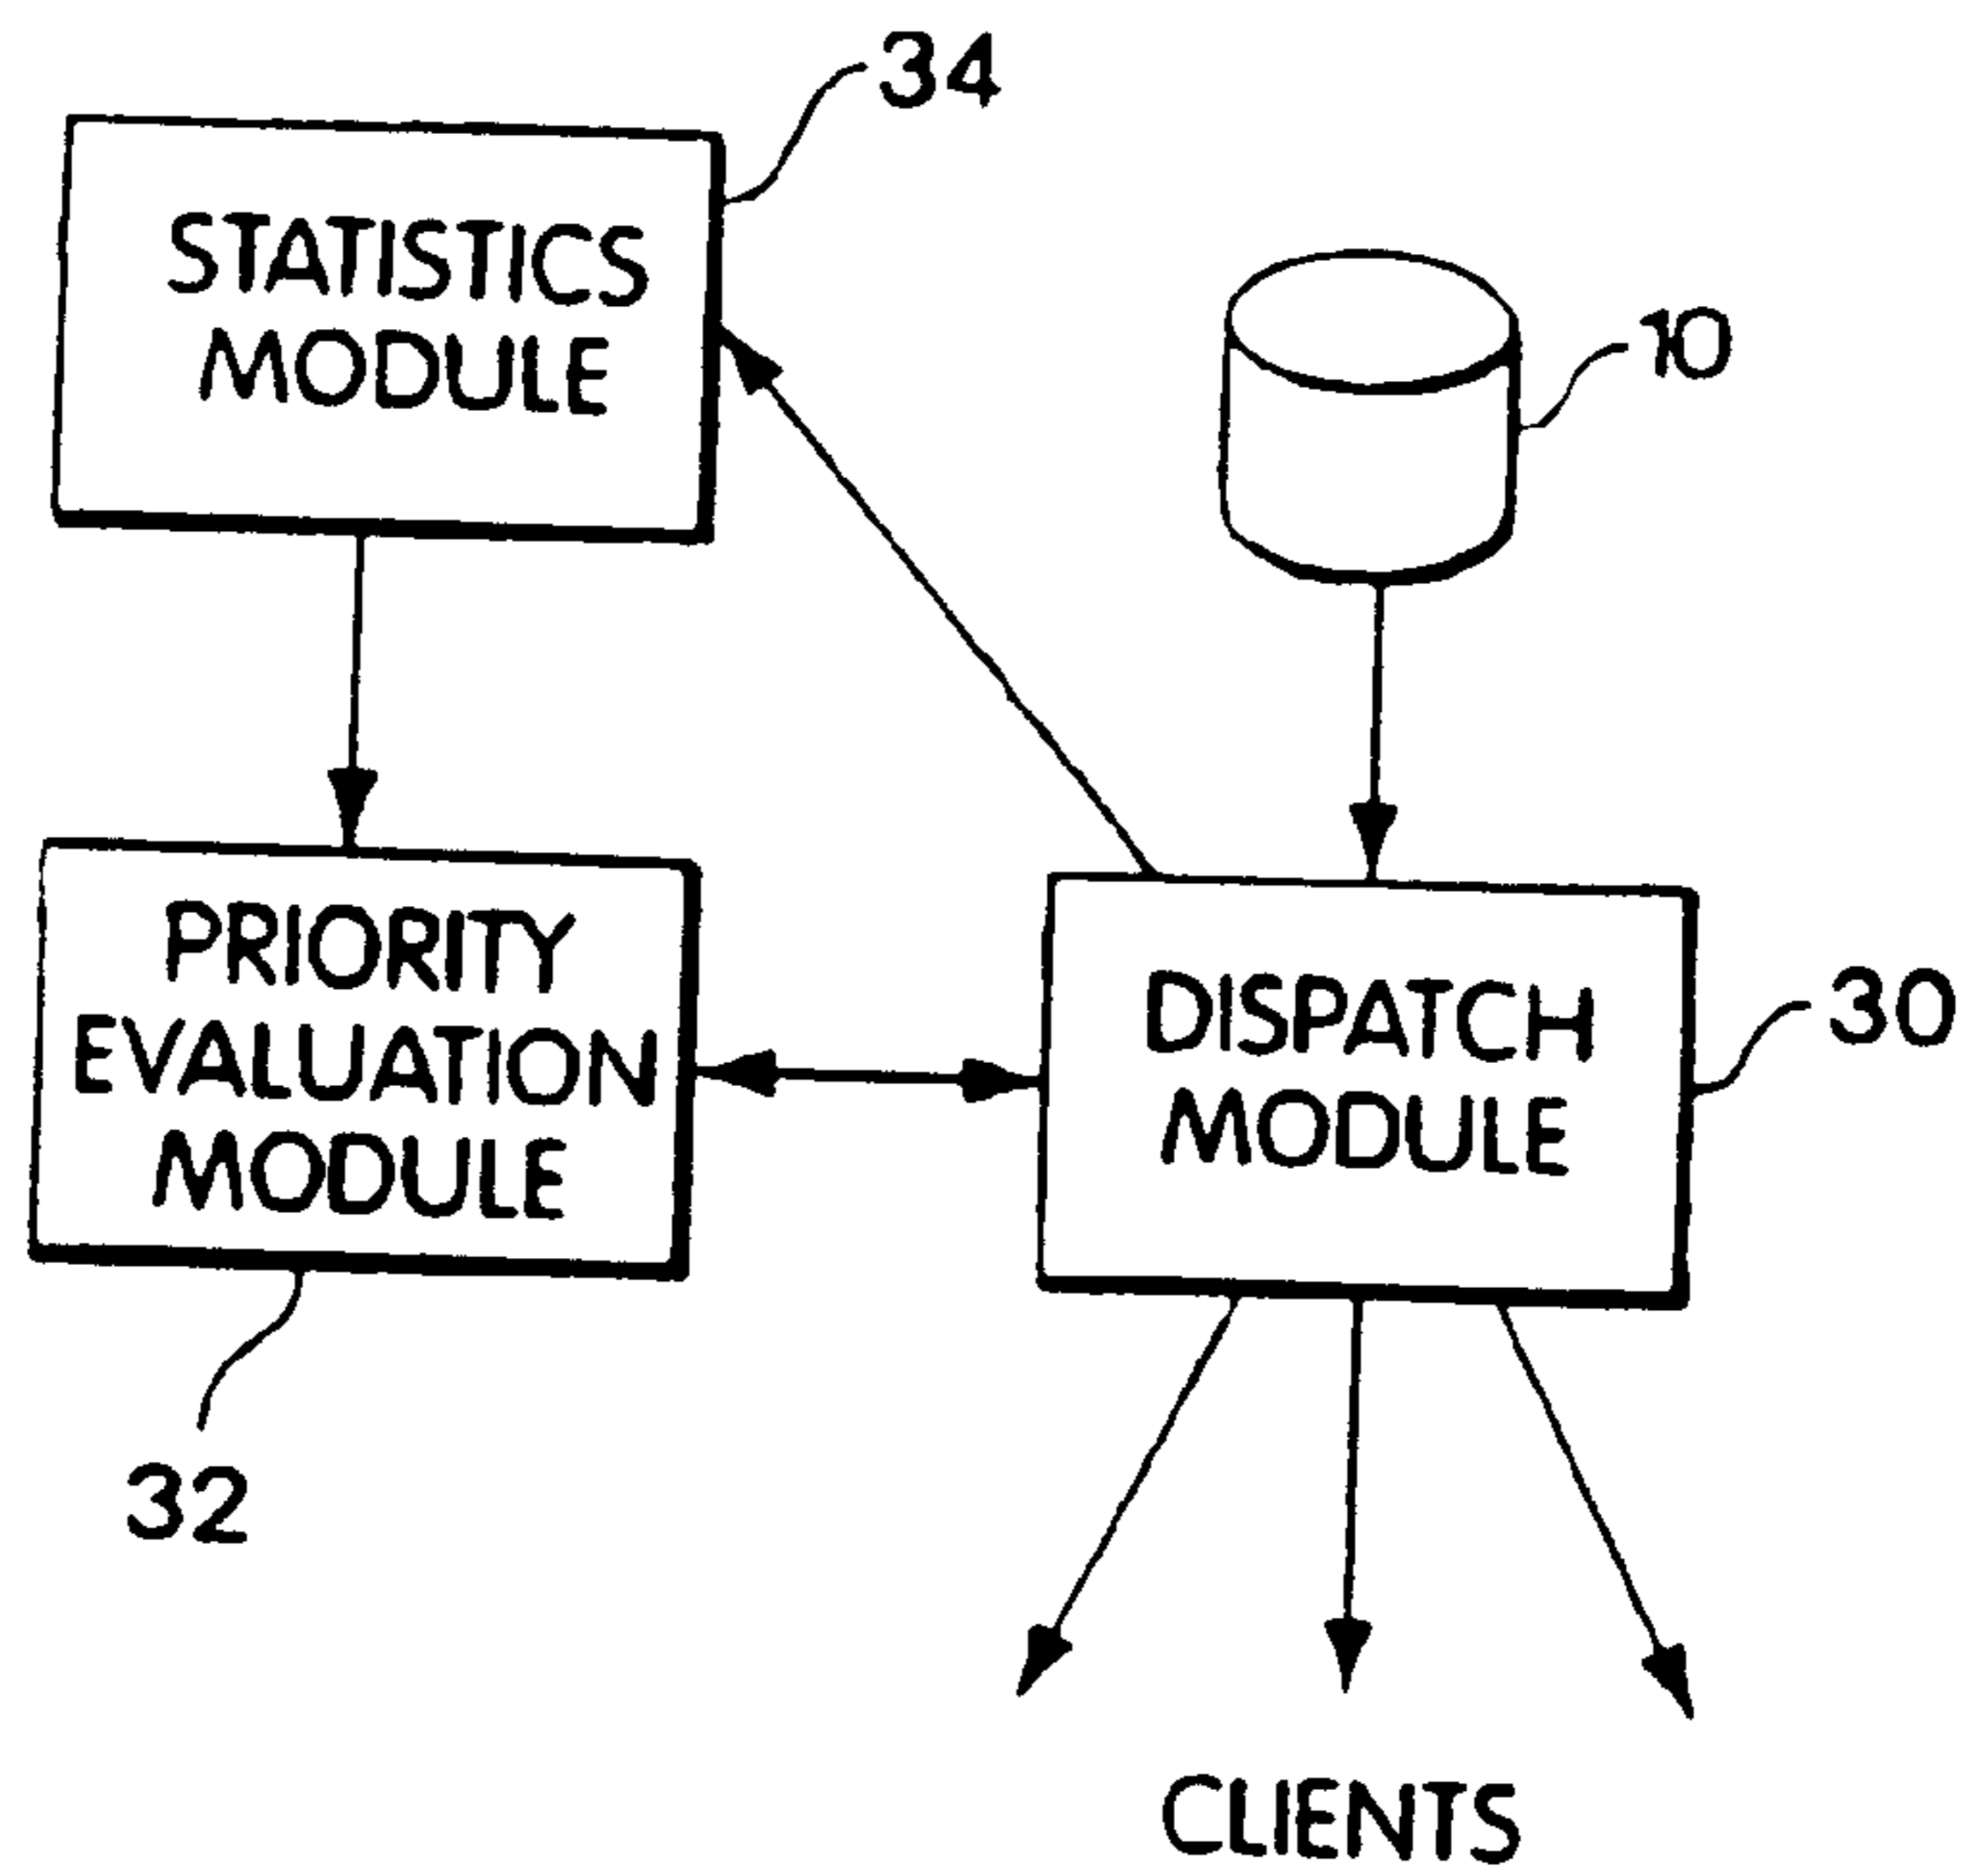 34
STATISTICS
MODULE
10
PRIORITY
EVALUATION
MODULE
DISPATCH
MODULE
30
32
CLIENTS